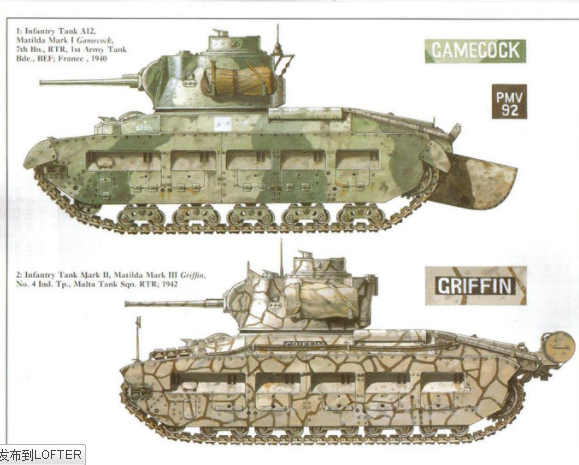 1: Infantry Tank A12,
Matilda Mark I Gamecock,
7th Bn., RTR, 1st Army Tank
Bde., BEF; France , 1940
GAMECOCK
PMV
92
2: Infantry Tank Mark II, Matilda Mark III Griffin,
No. 4 Ind. Tp., Malta Tank Sqn. RTR; 1942
GRIFFIN
GRIFFIN
发布到LOFTER